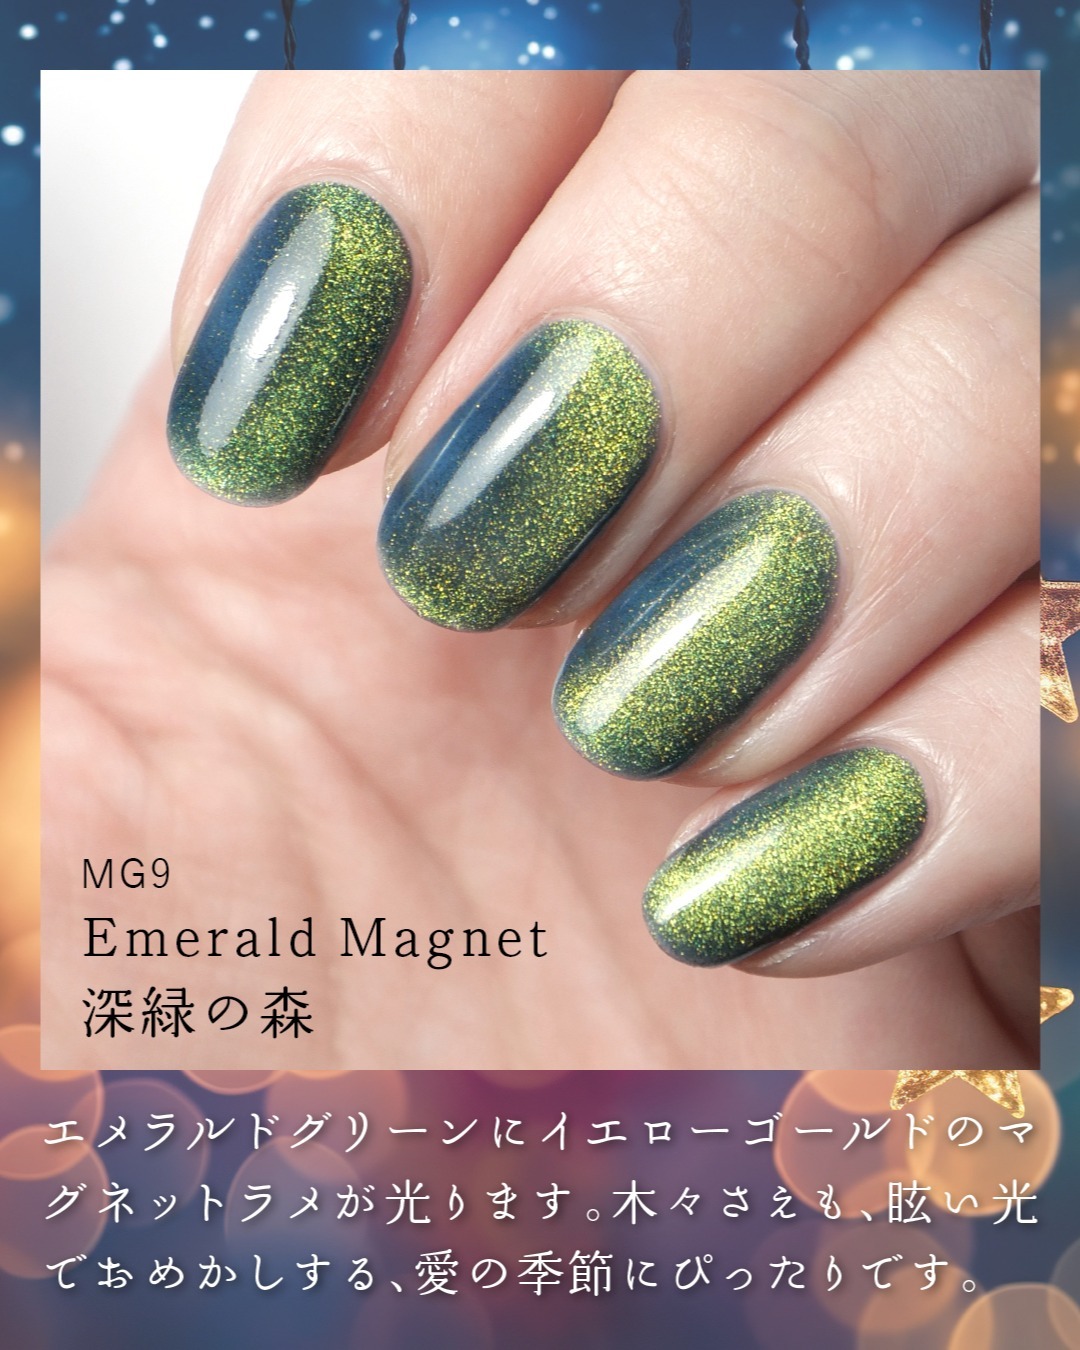 MG9
Emerald Magnet
深緑の森
エメラルドグリーンにイエローゴールドのマ
グネットラメが光ります。木々さえも、眩い光
でおめかしする、愛の季節にぴったりです。